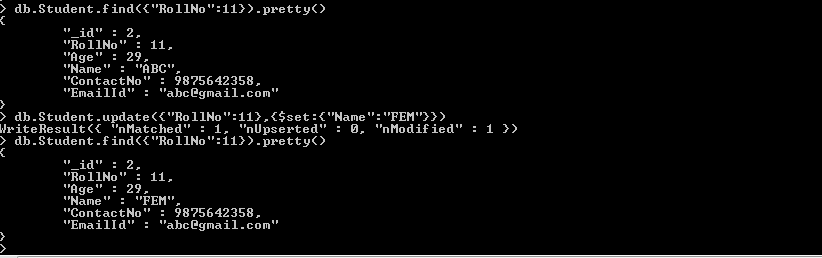 > db.Student.find({"RollNo":11}).pretty()
{
"_id" : 2,
"RollNo" : 11,
"Age" : 29,
"Name" : "ABC",
"ContactNo" : 9875642358,
"EmailId" : "abc@gmail.com"
}
> db.Student.update({"RollNo":11},{$set:{"Name":"FEM"}})
WriteResult({ "nMatched" : 1, "nUpserted" : 0, "nModified" : 1 })
> db.Student.find({"RollNo":11}).pretty()
{
"_id" : 2,
"RollNo" : 11,
"Age" : 29,
"Name" : "FEM",
"ContactNo" : 9875642358,
"EmailId" : "abc@gmail.com"
}
>